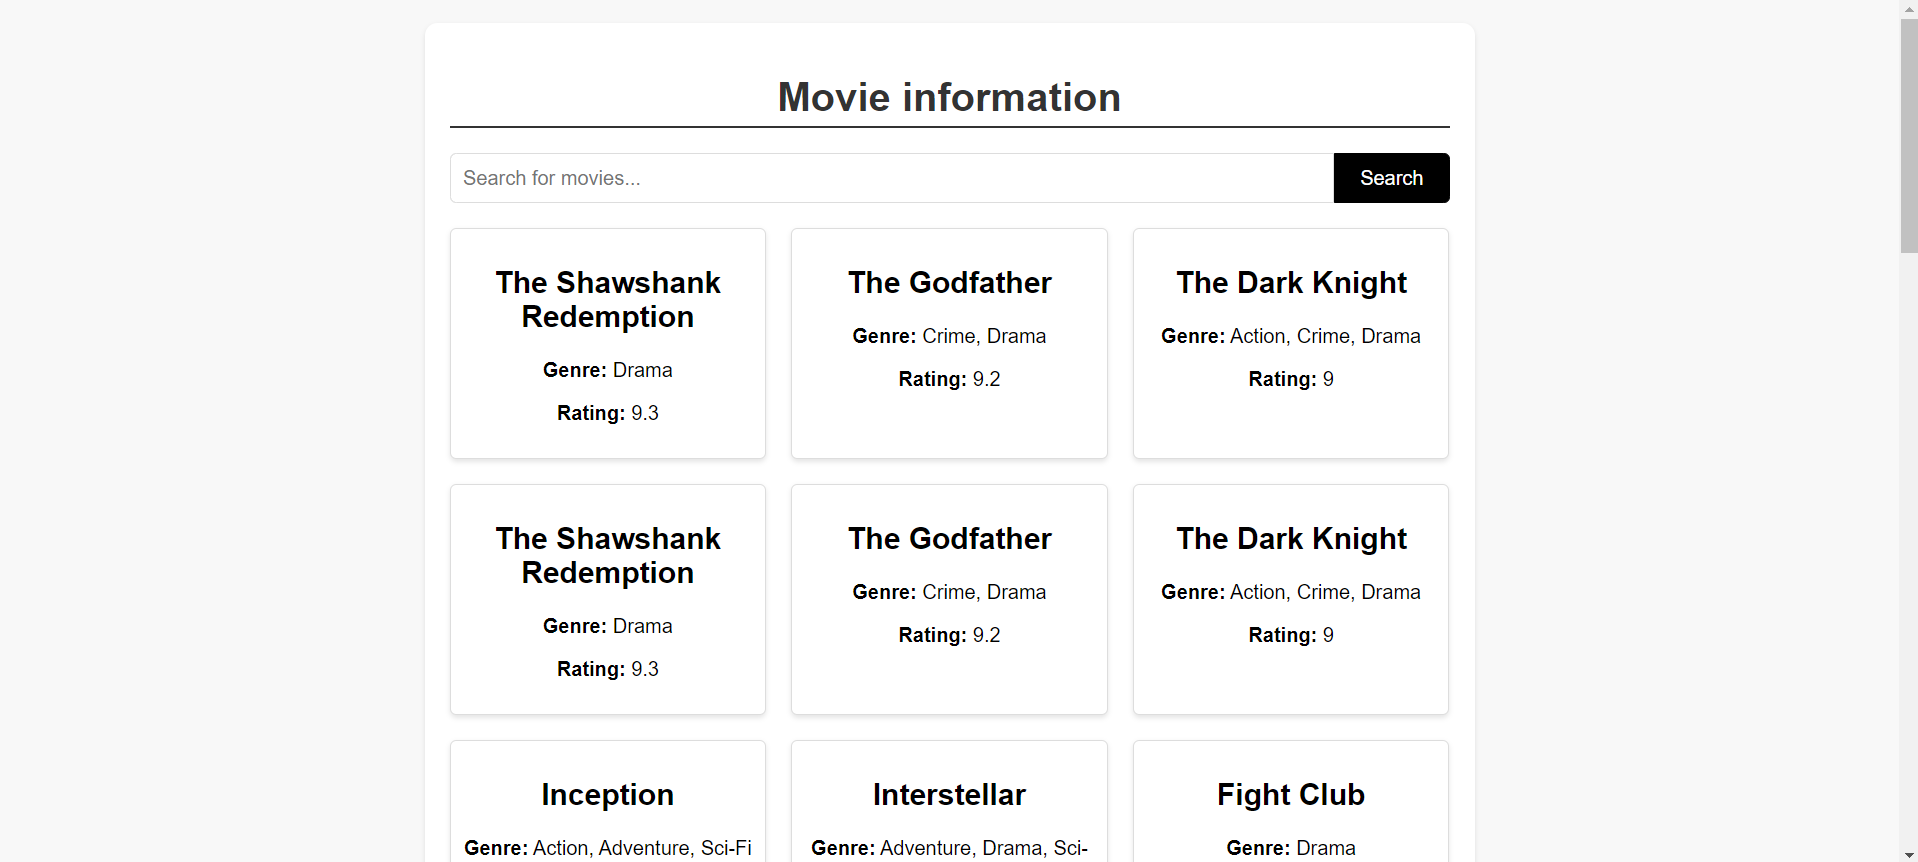 Movie information
Search for movies...
Search
The Shawshank
Redemption
Genre: Drama
Rating: 9.3
The Godfather
Genre: Crime, Drama
Rating: 9.2
The Dark Knight
Genre: Action, Crime, Drama
Rating: 9
The Shawshank
Redemption
Genre: Drama
Rating: 9.3
The Godfather
Genre: Crime, Drama
Rating: 9.2
The Dark Knight
Genre: Action, Crime, Drama
Rating: 9
Inception
Genre: Action, Adventure, Sci-Fi
Interstellar
Genre: Adventure, Drama, Sci-
Fight Club
Genre: Drama